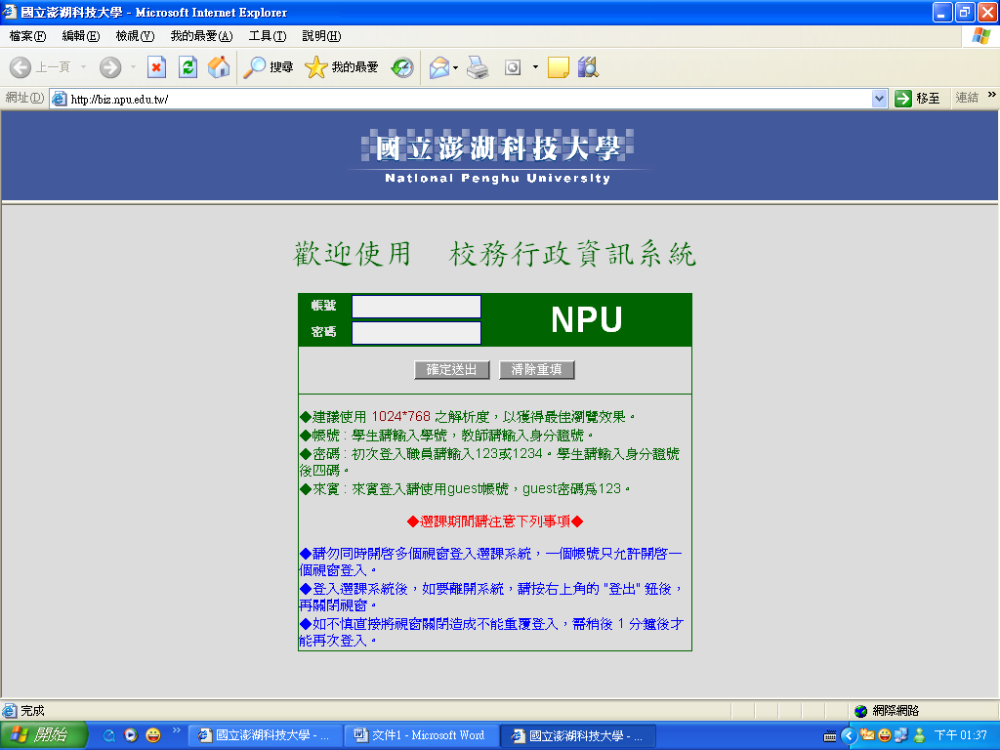 國立澎湖科技大學 - Microsoft Internet Explorer
檔案(F) 編輯(E) 檢視(V) 我的最愛(A) 工具(T) 說明(H)
上一頁 搜尋 我的最愛
網址(D) http://biz.npu.edu.tw/ 移至 連結 »
國立澎湖科技大學
National Penghu University
歡迎使用 校務行政資訊系統
帳號
密碼
NPU
確定送出 清除重填
◆建議使用 1024*768 之解析度，以獲得最佳瀏覽效果。
◆帳號 : 學生請輸入學號，教師請輸入身分證號。
◆密碼 : 初次登入職員請輸入123或1234。學生請輸入身分證號
後四碼。
◆來賓 : 來賓登入請使用guest帳號，guest密碼為123。
◆選課期間請注意下列事項◆
◆請勿同時開啓多個視窗登入選課系統，一個帳號只允許開啓一
個視窗登入。
◆登入選課系統後，如要離開系統，請按右上角的 "登出" 鈕後，
再關閉視窗。
◆如不慎直接將視窗關閉造成不能重覆登入，需稍後 1 分鐘後才
能再次登入。
完成 網際網路
開始 » 國立澎湖科技大學 - ... 文件1 - Microsoft Word 國立澎湖科技大學 - ... 下午 01:37